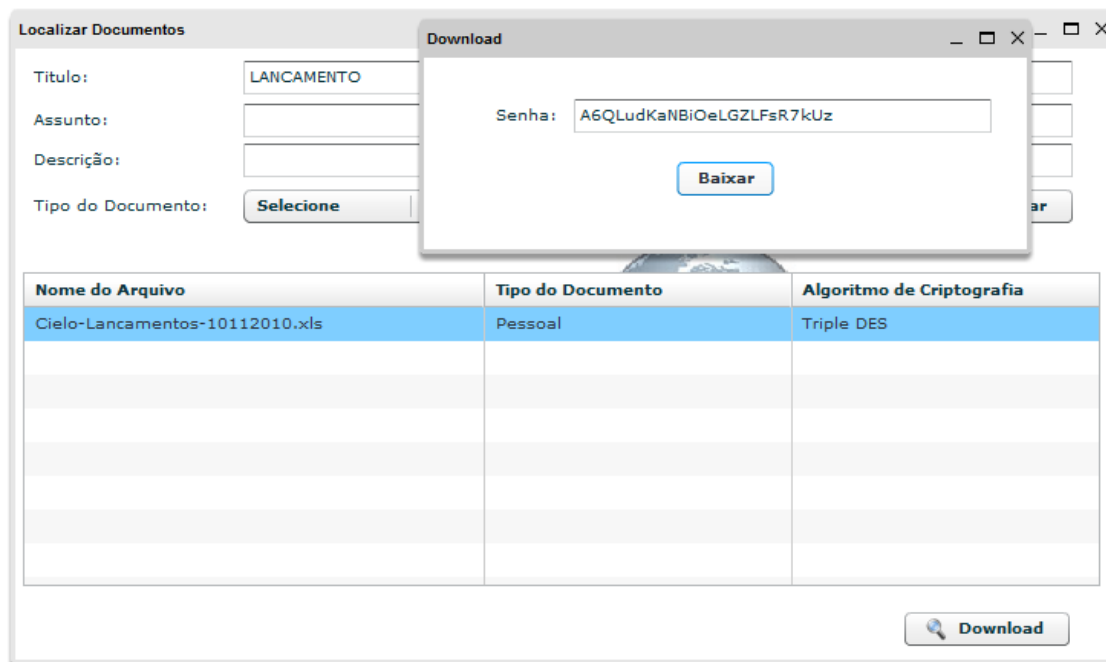 Localizar Documentos
Download
Titulo: LANCAMENTO
Senha: A6QLudKaNBiOeLGZLFsR7kUz
Assunto:
Descrição:
Baixar
Tipo do Documento: Selecione
ar
Nome do Arquivo Tipo do Documento Algoritmo de Criptografia
Cielo-Lancamentos-10112010.xls Pessoal Triple DES
Download